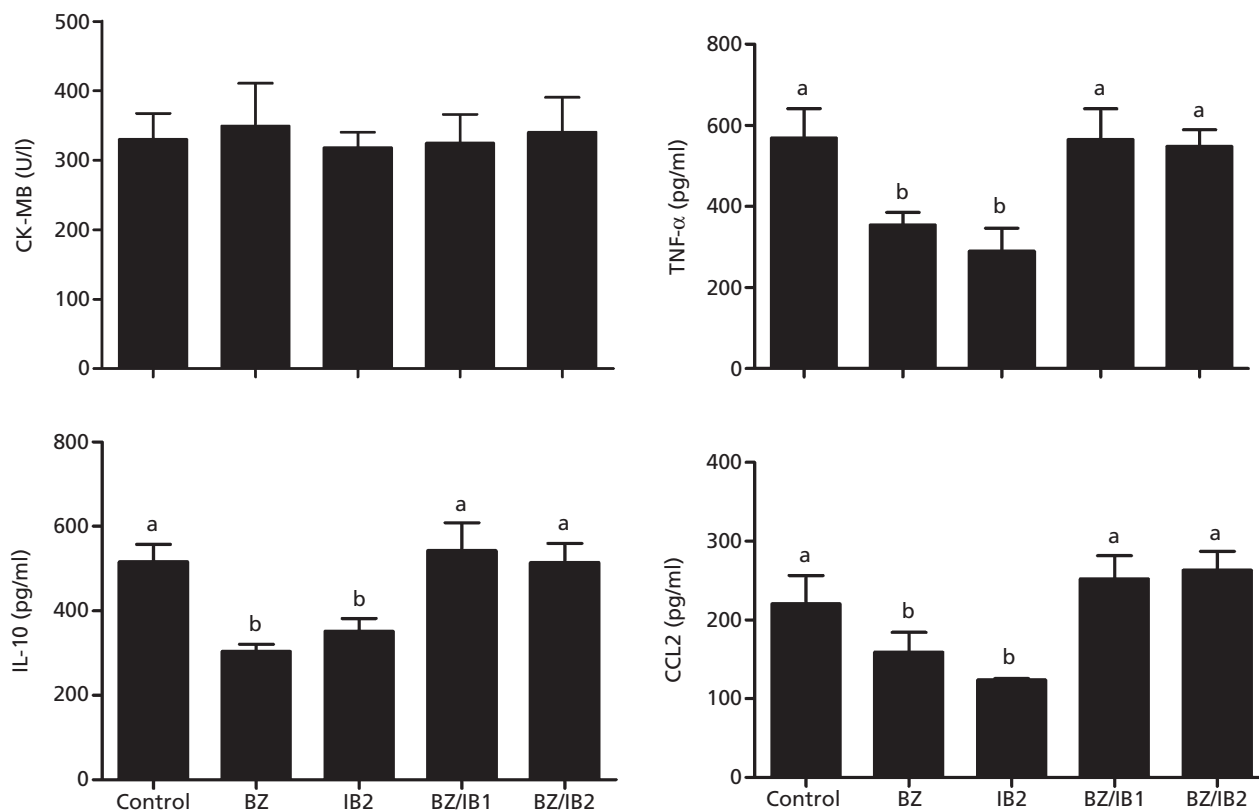 CK-MB (U/l)
500
400
300
200
100
0
TNF-α (pg/ml)
800
600
400
200
0
a
b
b
a
a
IL-10 (pg/ml)
800
600
400
200
0
a
b
b
a
a
Control BZ IB2 BZ/IB1 BZ/IB2
CCL2 (pg/ml)
400
300
200
100
0
a
b
b
a
a
Control BZ IB2 BZ/IB1 BZ/IB2